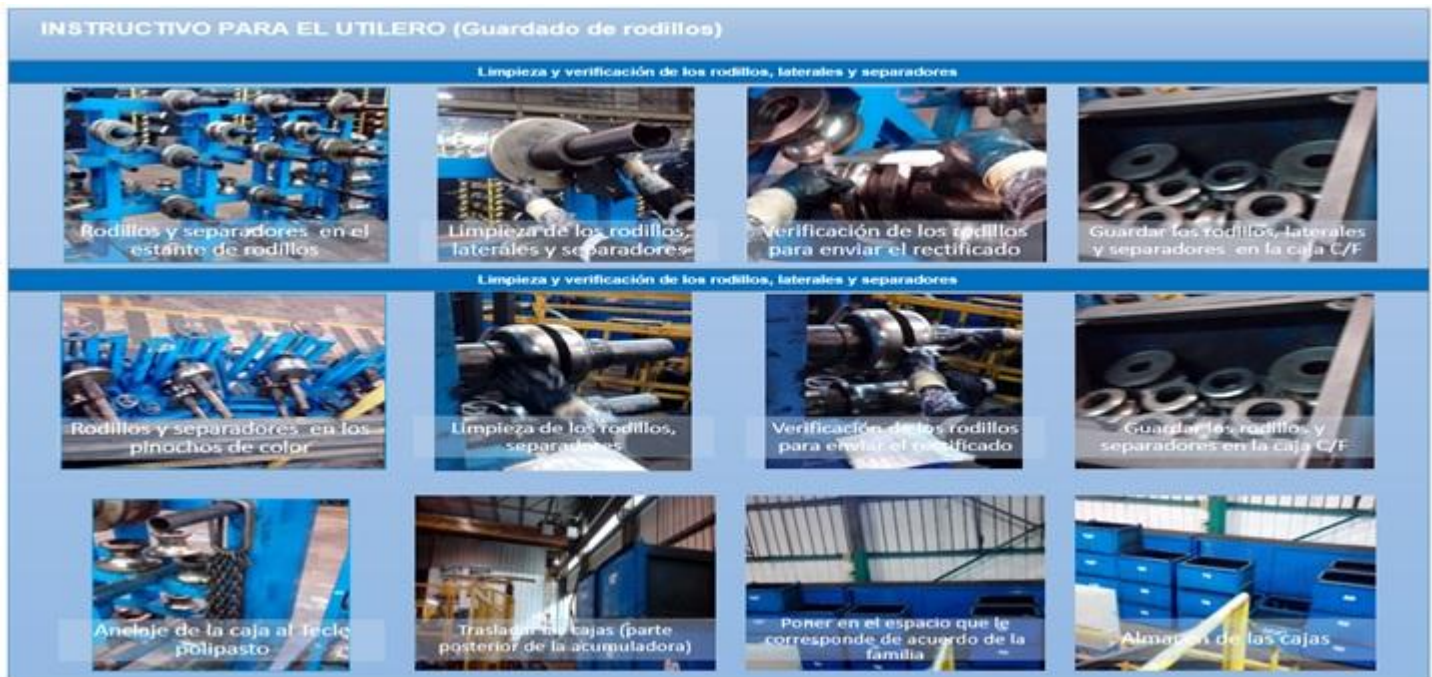 INSTRUCTIVO PARA EL UTILERO (Guardado de rodillos)
Limpieza y verificación de los rodillos, laterales y separadores
Rodillos y separadores en el
estante de rodillos
Limpieza de los rodillos,
laterales y separadores
Verificación de los rodillos
para enviar el rectificado
Guardar los rodillos, laterales
y separadores en la caja C/F
Limpieza y verificación de los rodillos, laterales y separadores
Rodillos y separadores en los
pinochos de color
Limpieza de los rodillos,
separadores
Verificación de los rodillos
para enviar el rectificado
Guardar los rodillos y
separadores en la caja C/F
Anclaje de la caja al Tecle
polipasto
Trasladar las cajas (parte
posterior de la acumuladora)
Poner en el espacio que le
corresponde de acuerdo de la
familia
Almacén de las cajas